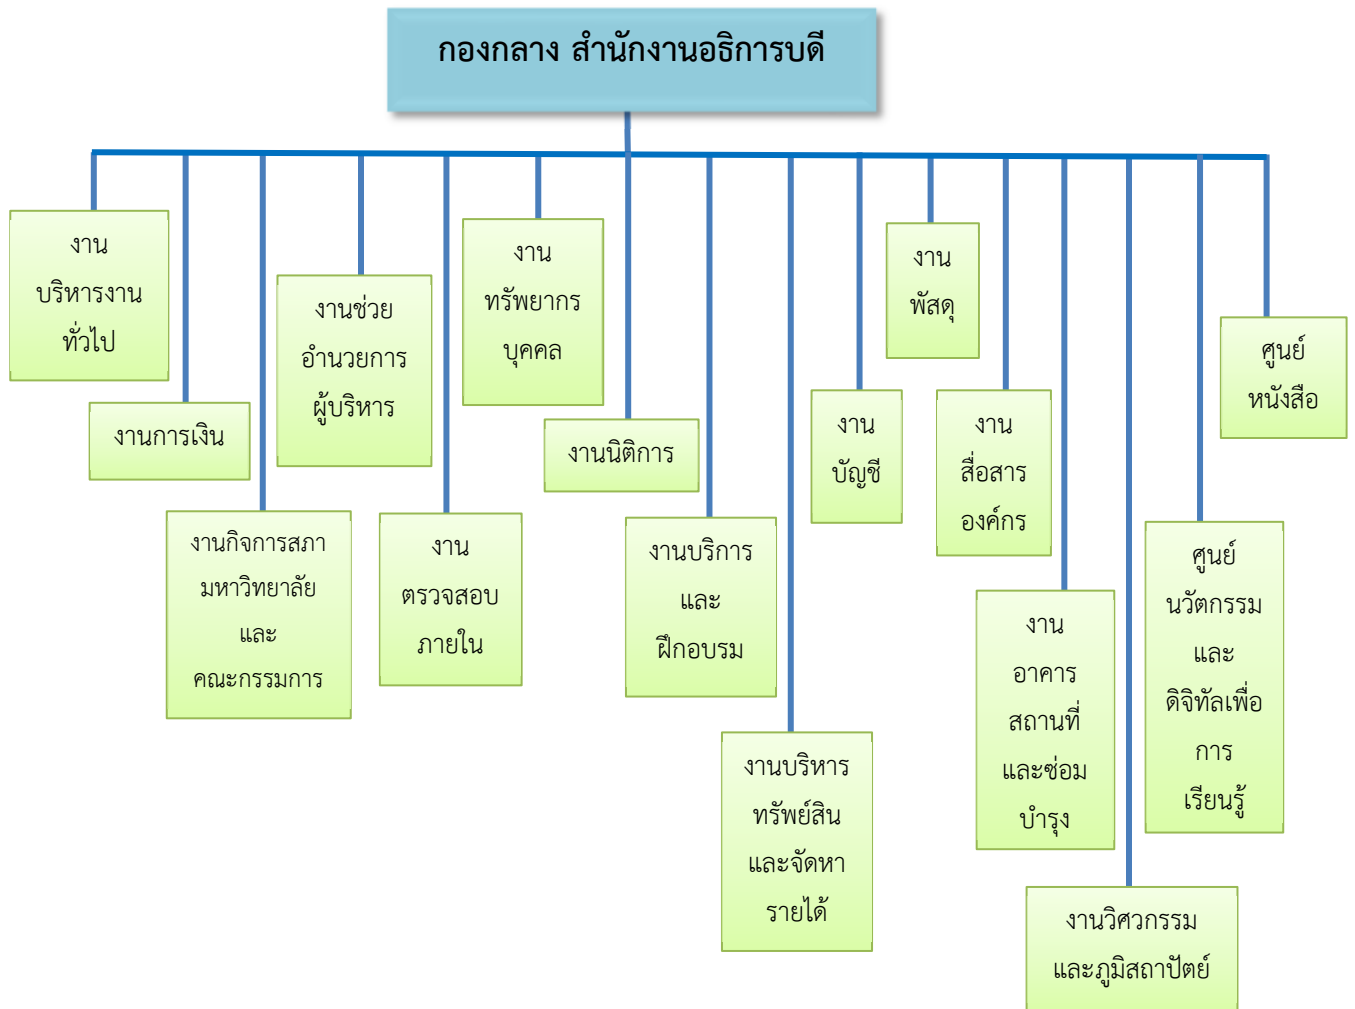 กองกลาง สำนักงานอธิการบดี
งาน
บริหารงาน
ทั่วไป
งานการเงิน
งานกิจการสภา
มหาวิทยาลัย
และ
คณะกรรมการ
งานช่วย
อำนวยการ
ผู้บริหาร
งาน
ตรวจสอบ
ภายใน
งาน
ทรัพยากร
บุคคล
งานนิติการ
งานบริการ
และ
ฝึกอบรม
งานบริหาร
ทรัพย์สิน
และจัดหา
รายได้
งาน
บัญชี
งาน
พัสดุ
งาน
สื่อสาร
องค์กร
งาน
อาคาร
สถานที่
และซ่อม
บำรุง
งานวิศวกรรม
และภูมิสถาปัตย์
ศูนย์
นวัตกรรม
และ
ดิจิทัลเพื่อ
การ
เรียนรู้
ศูนย์
หนังสือ